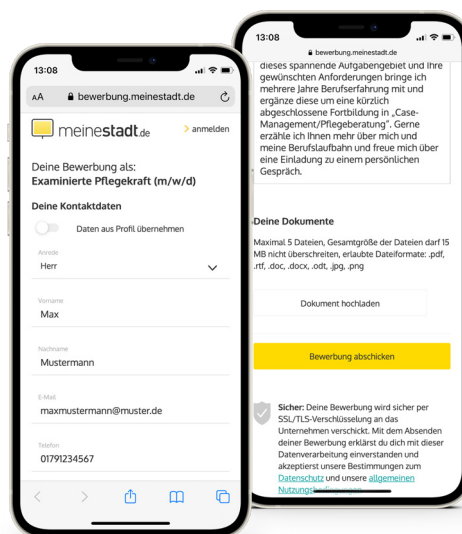 13:08
AA bewerbung.meinestadt.de
meinestadt.de
> anmelden
Deine Bewerbung als:
Examinierte Pflegekraft (m/w/d)
Deine Kontaktdaten
Daten aus Profil übernehmen
Anrede
Herr
Vorname
Max
Nachname
Mustermann
E-Mail
maxmustermann@muster.de
Telefon
01791234567
13:08
bewerbung.meinestadt.de
dieses spannende Aufgabengebiet und Ihre
gewünschten Anforderungen bringe ich
mehrere Jahre Berufserfahrung mit und
ergänze diese um eine kürzlich
abgeschlossene Fortbildung in „Case-
Management/Pflegeberatung". Gerne
erzähle ich Ihnen mehr über mich und
meine Berufslaufbahn und freue mich über
eine Einladung zu einem persönlichen
Gespräch.
Deine Dokumente
Maximal 5 Dateien, Gesamtgröße der Dateien darf 15
MB nicht überschreiten, erlaubte Dateiformate: .pdf,
.rtf, .doc, .docx, .odt, .jpg, .png
Dokument hochladen
Bewerbung abschicken
Sicher: Deine Bewerbung wird sicher per
SSL/TLS-Verschlüsselung an das
Unternehmen verschickt. Mit dem Absenden
deiner Bewerbung erklärst du dich mit dieser
Datenverarbeitung einverstanden und
akzeptierst unsere Bestimmungen zum
Datenschutz und unsere allgemeinen